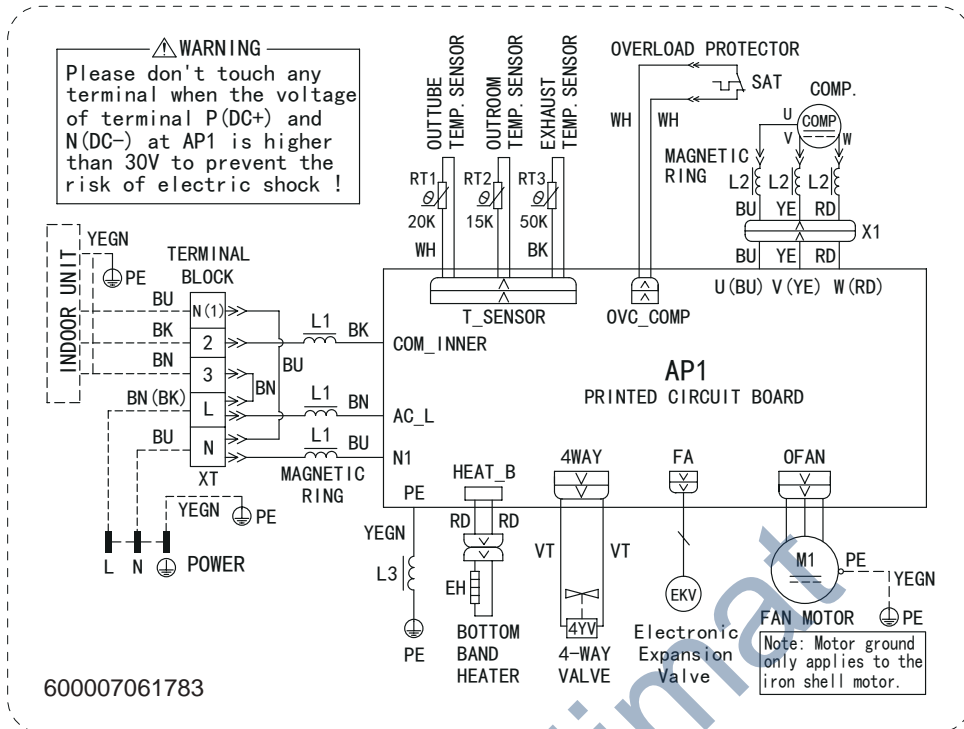 WARNING
Please don't touch any
terminal when the voltage
of terminal P(DC+) and
N(DC-) at AP1 is higher
than 30V to prevent the
risk of electric shock !
OUTTUBE
TEMP. SENSOR
OUTROOM
TEMP. SENSOR
EXHAUST
TEMP. SENSOR
RT1
RT2
RT3
θ
θ
θ
20K
15K
50K
WH
BK
OVERLOAD PROTECTOR
SAT
WH
WH
COMP.
COMP
U
V
W
MAGNETIC
RING
L2
L2
L2
BU
YE
RD
X1
BU
YE
RD
U(BU) V(YE) W(RD)
INDOOR UNIT
YEGN
PE
TERMINAL
BLOCK
BU
N(1)
BK
2
BN
3
BN(BK)
L
BU
N
XT
BU
BN
L1
BK
L1
BN
L1
BU
MAGNETIC
RING
YEGN
PE
L N
POWER
T_SENSOR
OVC_COMP
COM_INNER
AC_L
N1
PE
AP1
PRINTED CIRCUIT BOARD
HEAT_B
4WAY
FA
OFAN
YEGN
L3
PE
RD
RD
EH
BOTTOM
BAND
HEATER
VT
VT
4YV
4-WAY
VALVE
EKV
Electronic
Expansion
Valve
M1
PE
YEGN
PE
FAN MOTOR
Note: Motor ground
only applies to the
iron shell motor.
600007061783